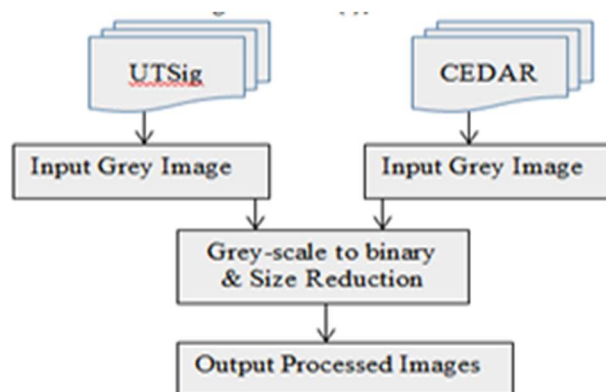 UTSig
CEDAR
Input Grey Image
Input Grey Image
Grey-scale to binary
& Size Reduction
Output Processed Images